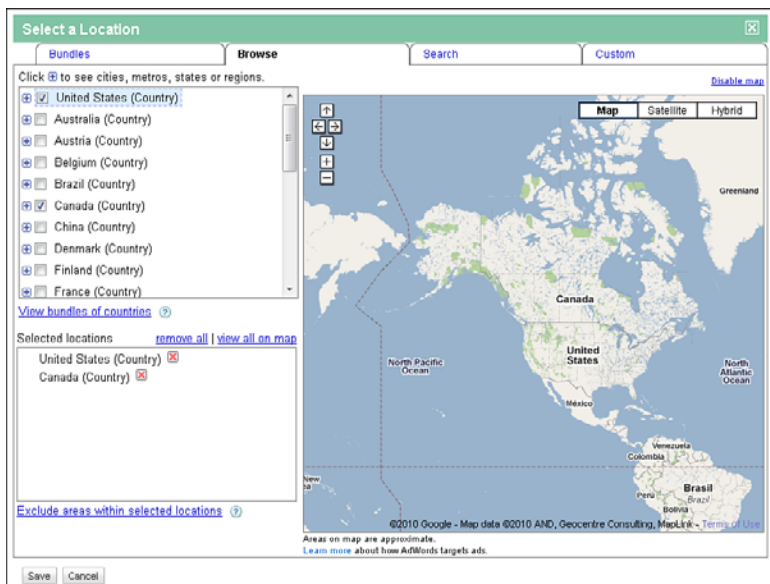 Select a Location
Bundles
Browse
Search
Custom
Click to see cities, metros, states or regions.
Disable map
United States (Country)
Australia (Country)
Austria (Country)
Belgium (Country)
Brazil (Country)
Canada (Country)
China (Country)
Denmark (Country)
Finland (Country)
France (Country)
View bundles of countries ?
Selected locations remove all | view all on map
United States (Country)
Canada (Country)
Exclude areas within selected locations ?
Map
Satellite
Hybrid
Greenland
Canada
United
States
North Pacific
Ocean
North
Atlantic
Ocean
México
Venezuela
Colombia
New
Brasil
Brazil
Perú
Bolivia
©2010 Google - Map data ©2010 AND, Geocentre Consulting, MapLink - Terms of Use
Areas on map are approximate.
Learn more about how AdWords targets ads.
Save
Cancel